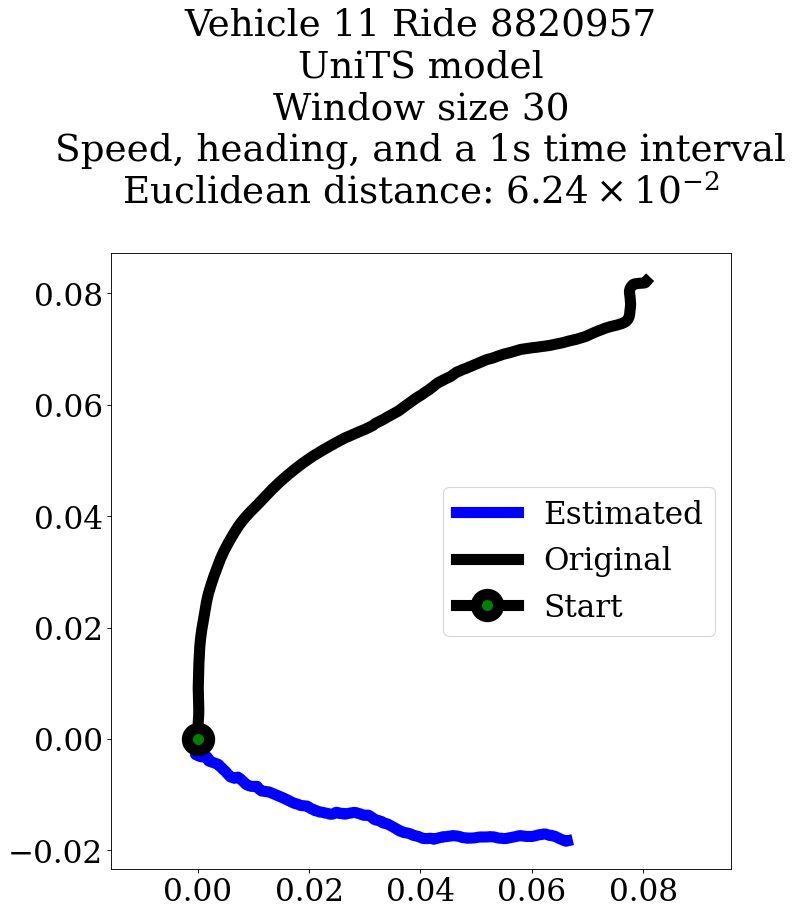 Vehicle 11 Ride 8820957
UniTS model
Window size 30
Speed, heading, and a 1s time interval
Euclidean distance: 6.24 × 10⁻²
0.08
0.06
0.04
0.02
0.00
−0.02
Estimated
Original
Start
0.00 0.02 0.04 0.06 0.08